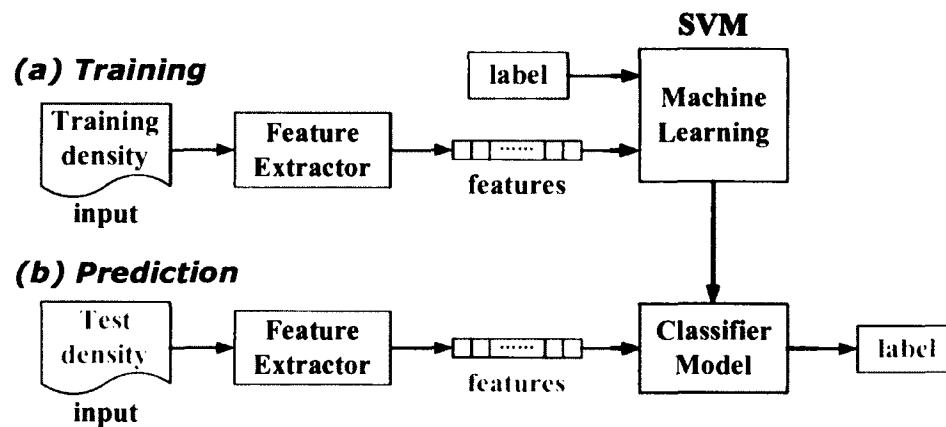 SVM
(a) Training
label
Machine
Learning
Training
density
input
Feature
Extractor
......
features
(b) Prediction
Test
density
input
Feature
Extractor
......
features
Classifier
Model
label